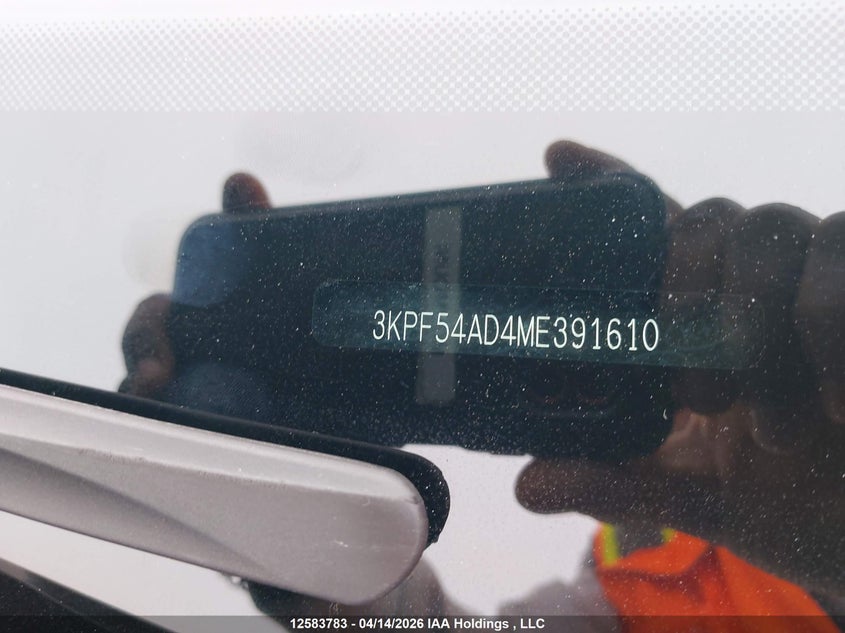 3KPF54AD4ME391610
12583783 - 04/14/2026 IAA Holdings , LLC